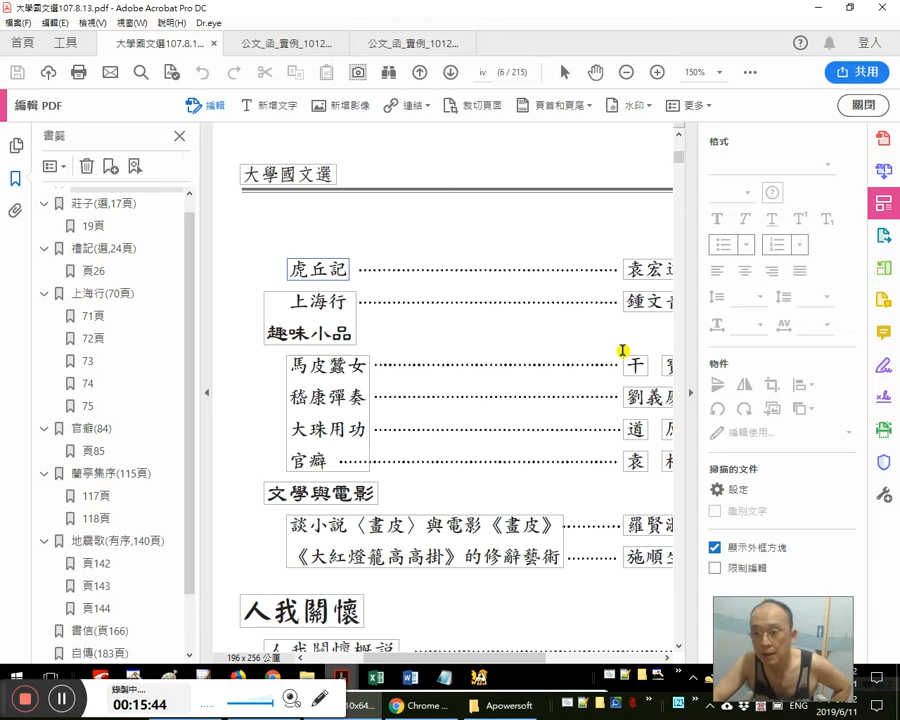 大學國文選107.8.13.pdf - Adobe Acrobat Pro DC
檔案(F) 編輯(E) 檢視(V) 視窗(W) 說明(H) Dr.eye
首頁 工具 大學國文選107.8.1... × 公文_函_實例_1012... 公文_函_實例_1012... 登入
iv (6 / 215) 150% 共用
編輯 PDF 編輯 新增文字 新增影像 連結 裁切頁面 頁首和頁尾 浮水印 更多 關閉
書籤
莊子(選,17頁)
19頁
禮記(選,24頁)
頁26
上海行(70頁)
71頁
72頁
73
74
75
官癖(84)
頁85
蘭亭集序(115頁)
117頁
118頁
地震歌(有序,140頁)
頁142
頁143
頁144
書信(頁166)
自傳(183頁)
大學國文選
虎丘記 袁宏
上海行 鍾文
趣味小品
馬皮蠶女 干
嵇康彈奏 劉義
大珠用功 道
官癖 袁
文學與電影
談小說〈畫皮〉與電影《畫皮》 羅賢
《大紅燈籠高高掛》的修辭藝術 施順
人我關懷
人我關懷概說
196 x 256 公釐
格式
物件
編輯使用...
掃描的文件
設定
識別文字
顯示外框方塊
限制編輯
錄製中...
00:15:44
10x64...
Chrome ...
Apowersoft
ENG
2019/6/11